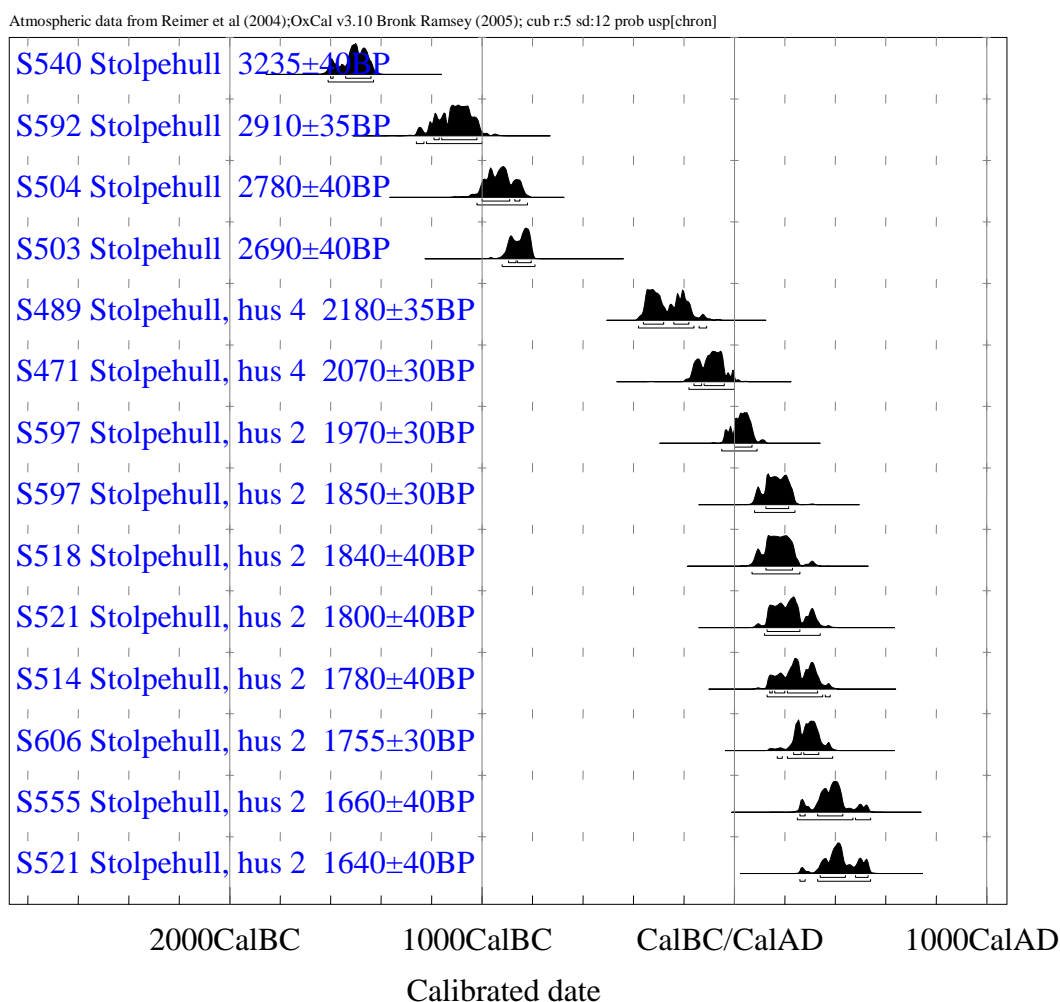 Atmospheric data from Reimer et al (2004);OxCal v3.10 Bronk Ramsey (2005); cub r:5 sd:12 prob usp[chron]
S540 Stolpehull 3235±40BP
S592 Stolpehull 2910±35BP
S504 Stolpehull 2780±40BP
S503 Stolpehull 2690±40BP
S489 Stolpehull, hus 4 2180±35BP
S471 Stolpehull, hus 4 2070±30BP
S597 Stolpehull, hus 2 1970±30BP
S597 Stolpehull, hus 2 1850±30BP
S518 Stolpehull, hus 2 1840±40BP
S521 Stolpehull, hus 2 1800±40BP
S514 Stolpehull, hus 2 1780±40BP
S606 Stolpehull, hus 2 1755±30BP
S555 Stolpehull, hus 2 1660±40BP
S521 Stolpehull, hus 2 1640±40BP
2000CalBC 1000CalBC CalBC/CalAD 1000CalAD
Calibrated date